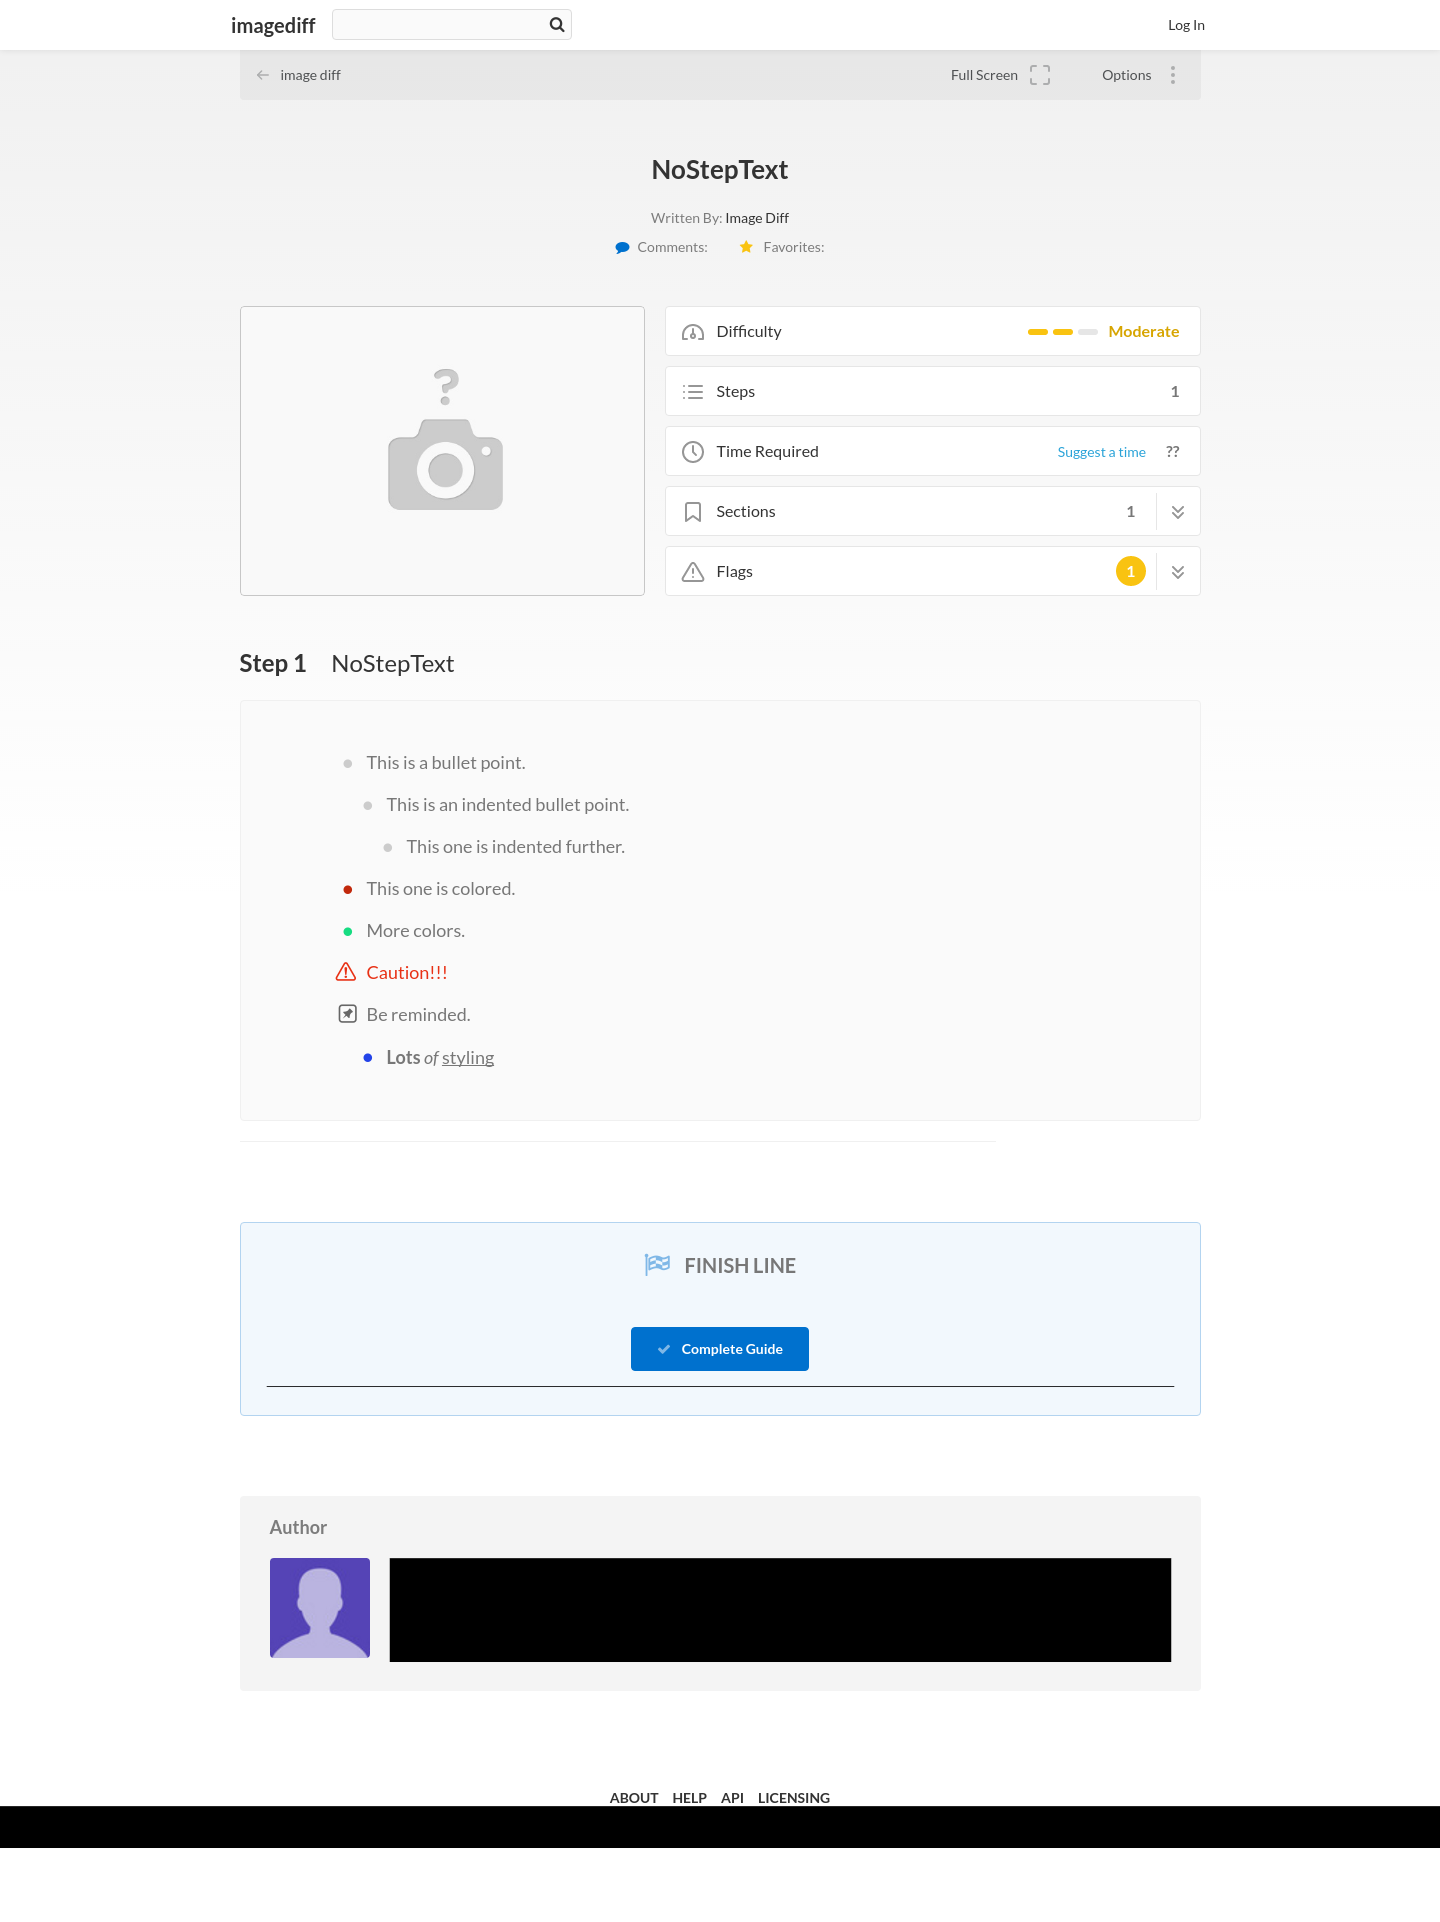 imagediff
Log In
image diff
Full Screen
Options
NoStepText
Written By: Image Diff
Comments:
Favorites:
Difficulty
Moderate
Steps
1
Time Required
Suggest a time
??
Sections
1
Flags
1
Step 1 NoStepText
This is a bullet point.
This is an indented bullet point.
This one is indented further.
This one is colored.
More colors.
Caution!!!
Be reminded.
Lots of styling
FINISH LINE
Complete Guide
Author
ABOUT HELP API LICENSING